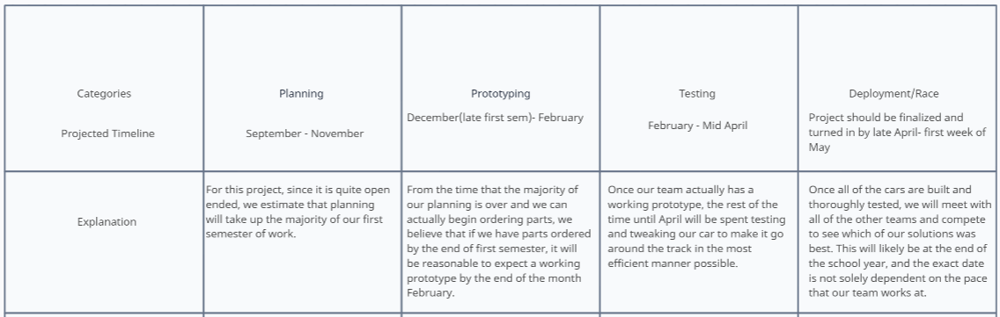 Categories
Projected Timeline
Planning
September - November
Prototyping
December(late first sem)- February
Testing
February - Mid April
Deployment/Race
Project should be finalized and
turned in by late April- first week of
May
Explanation
For this project, since it is quite open
ended, we estimate that planning
will take up the majority of our first
semester of work.
From the time that the majority of
our planning is over and we can
actually begin ordering parts, we
believe that if we have parts ordered
by the end of first semester, it will
be reasonable to expect a working
prototype by the end of the month
February.
Once our team actually has a
working prototype, the rest of the
time until April will be spent testing
and tweaking our car to make it go
around the track in the most
efficient manner possible.
Once all of the cars are built and
thoroughly tested, we will meet with
all of the other teams and compete
to see which of our solutions was
best. This will likely be at the end of
the school year, and the exact date
is not solely dependent on the pace
that our team works at.